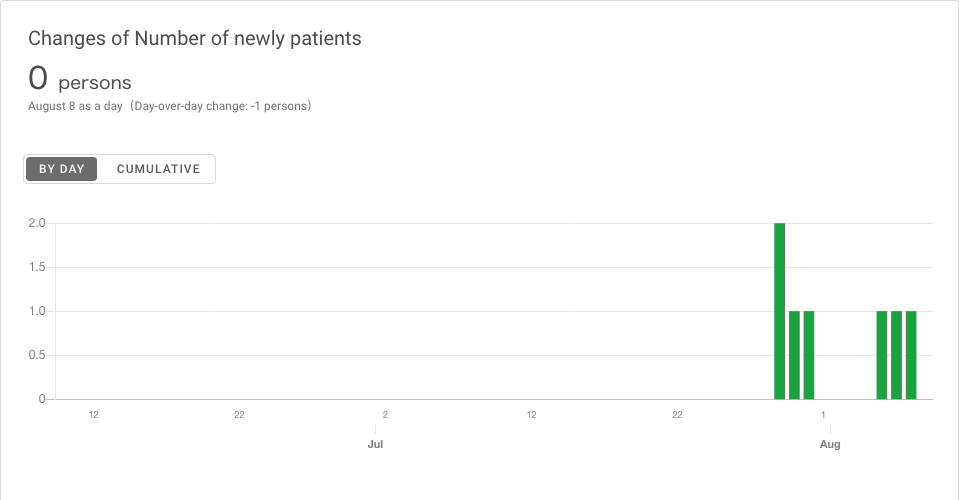 Changes of Number of newly patients
0 persons
August 8 as a day（Day-over-day change: -1 persons）
BY DAY CUMULATIVE
2.0
1.5
1.0
0.5
0
12 22 2 12 22 1
Jul Aug